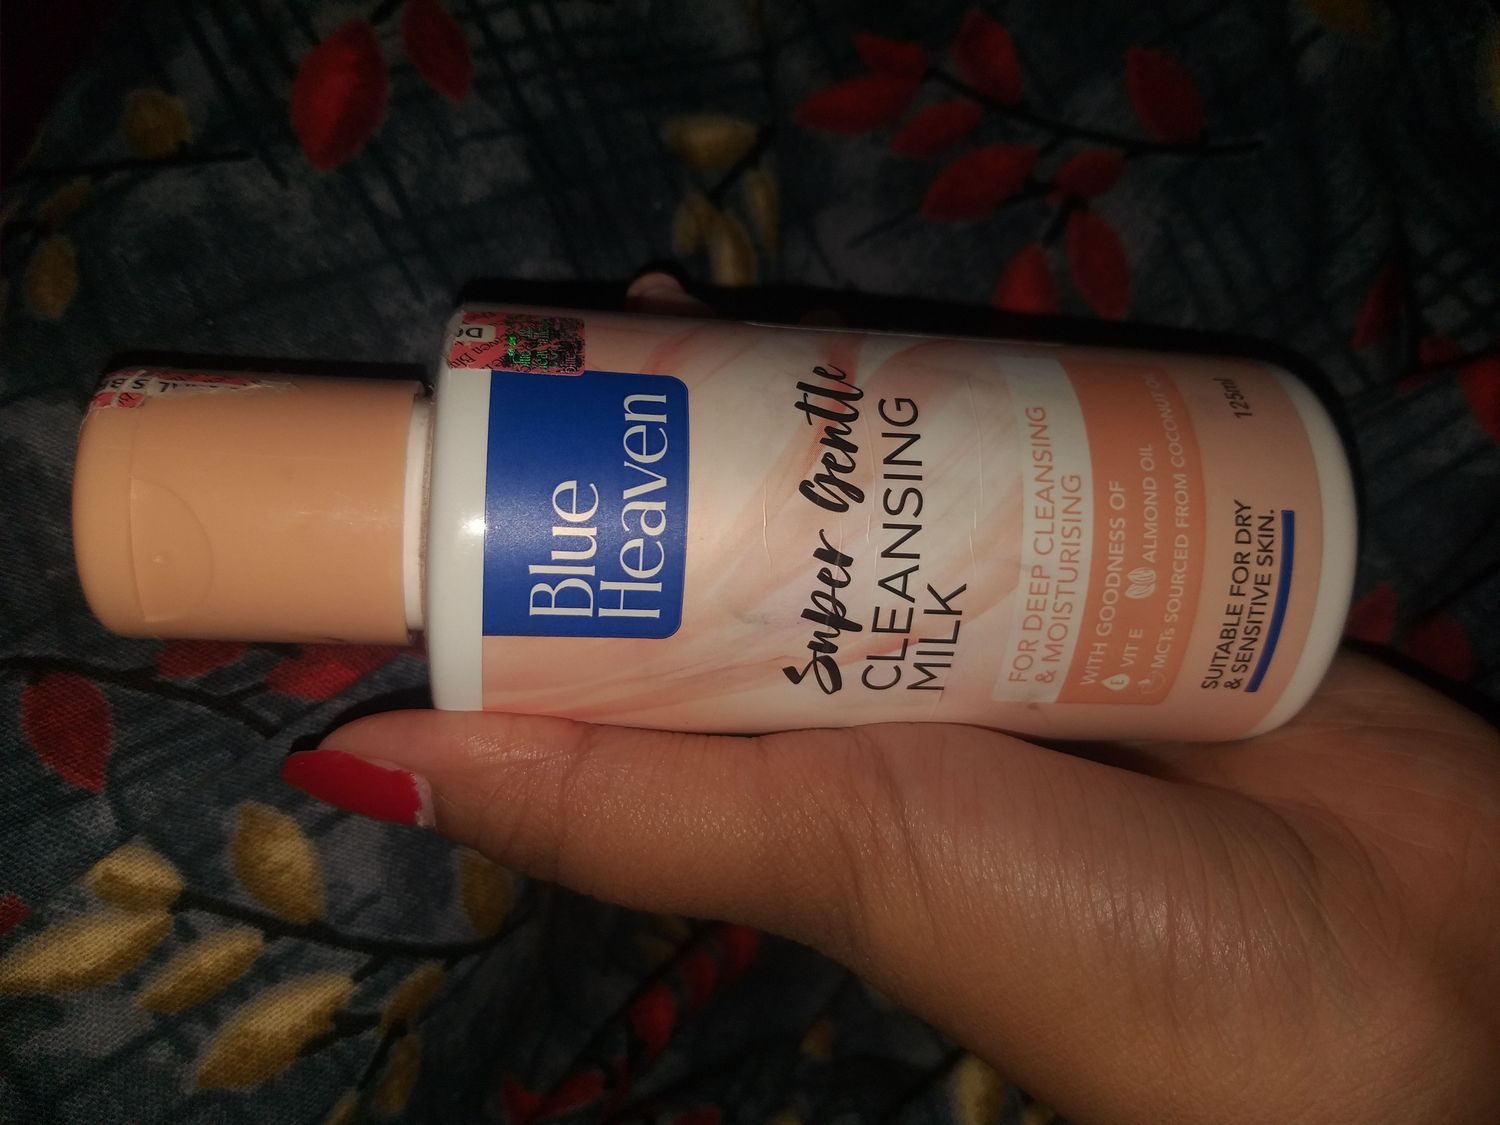 Blue
Heaven
Super Gentle
CLEANSING
MILK
FOR DEEP CLEANSING
& MOISTURISING
WITH GOODNESS OF
E VIT E ALMOND OIL
MCTs SOURCED FROM COCONUT OIL
SUITABLE FOR DRY
& SENSITIVE SKIN.
125ml